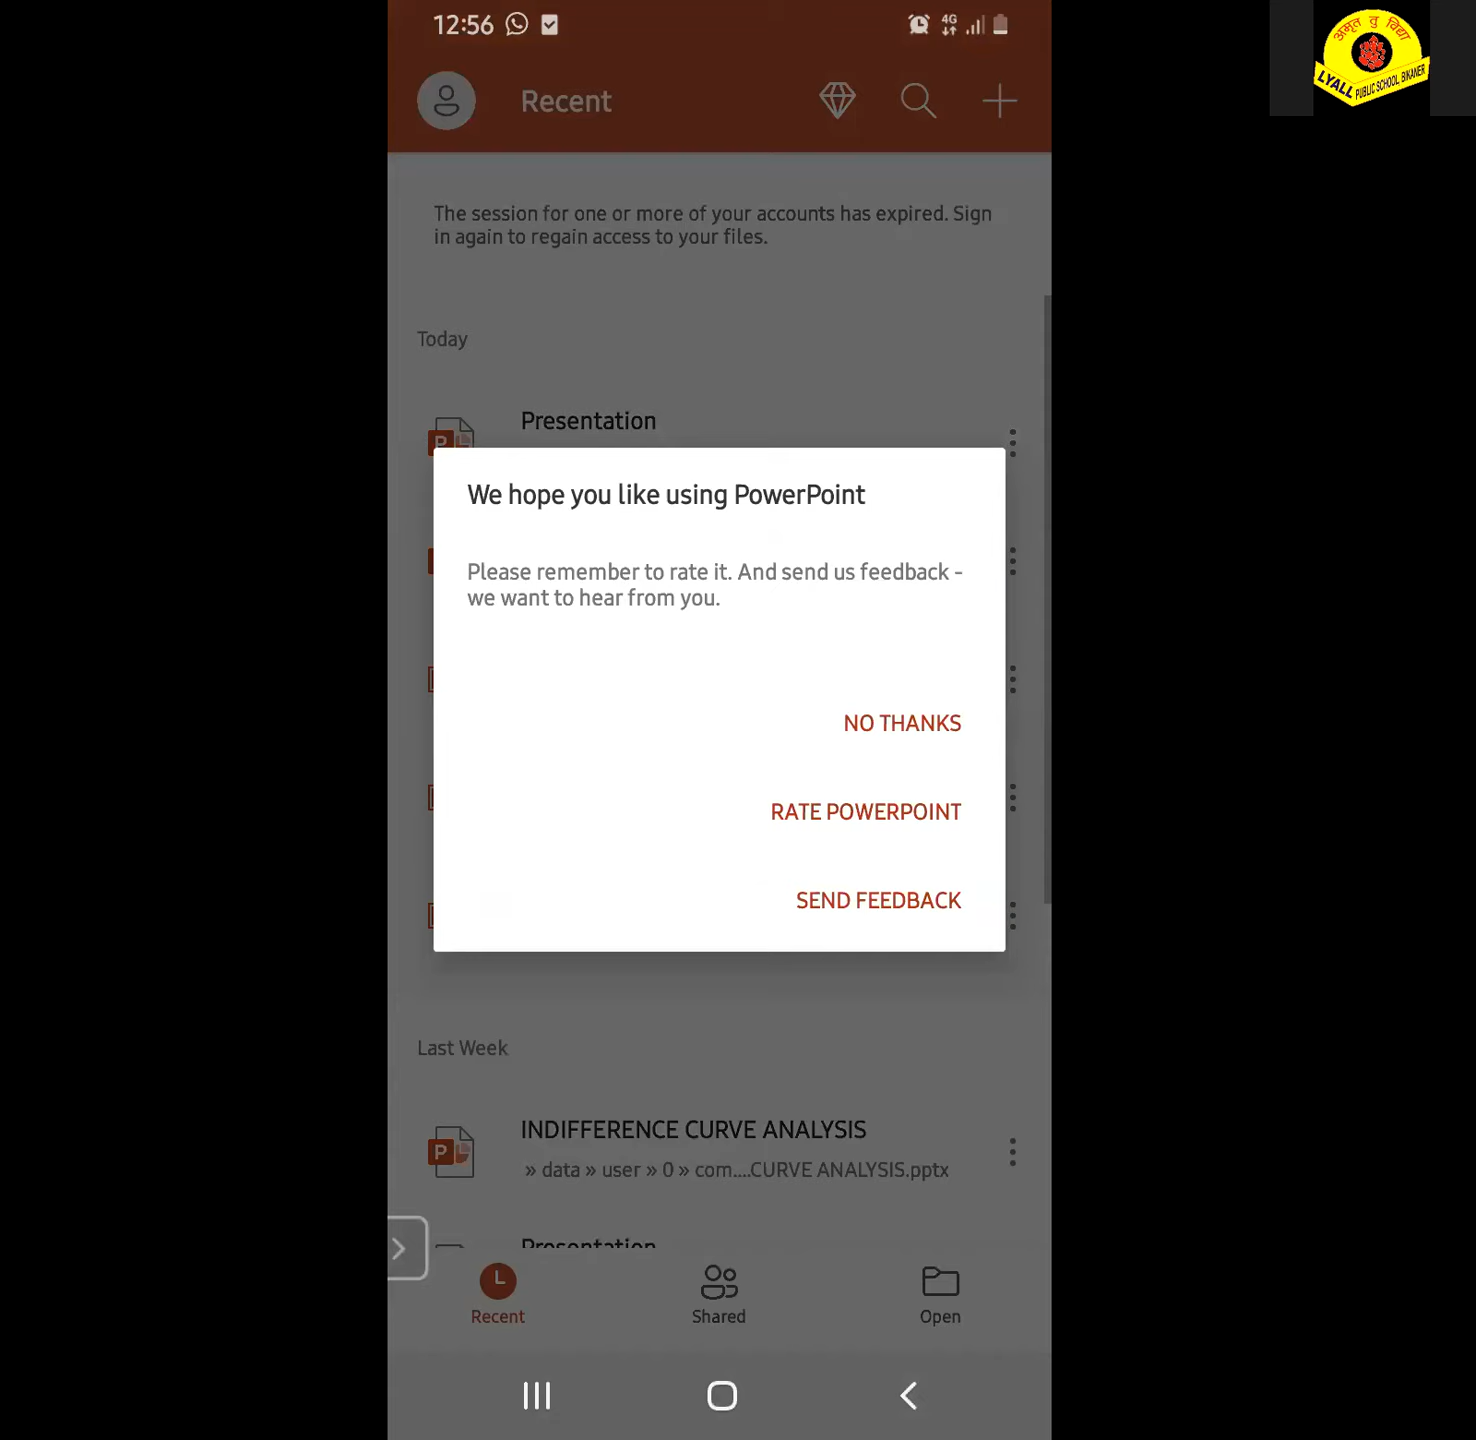 12:56
4G
अमृत तु विद्या
LYALL PUBLIC SCHOOL BIKANER
Recent
The session for one or more of your accounts has expired. Sign
in again to regain access to your files.
Today
Presentation
P
We hope you like using PowerPoint
Please remember to rate it. And send us feedback -
we want to hear from you.
NO THANKS
RATE POWERPOINT
SEND FEEDBACK
Last Week
INDIFFERENCE CURVE ANALYSIS
P
» data » user » 0 » com....CURVE ANALYSIS.pptx
Presentation
Recent
Shared
Open